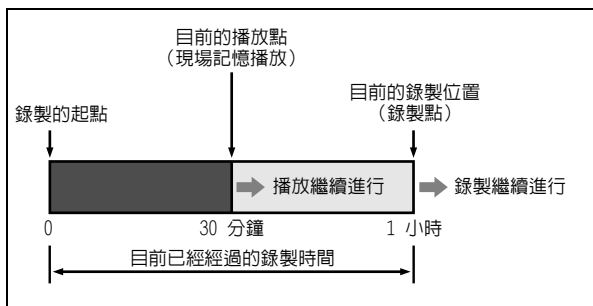 目前的播放點
（現場記憶播放）
目前的錄製位置
（錄製點）
錄製的起點
播放繼續進行
錄製繼續進行
0
30 分鐘
1 小時
目前已經經過的錄製時間